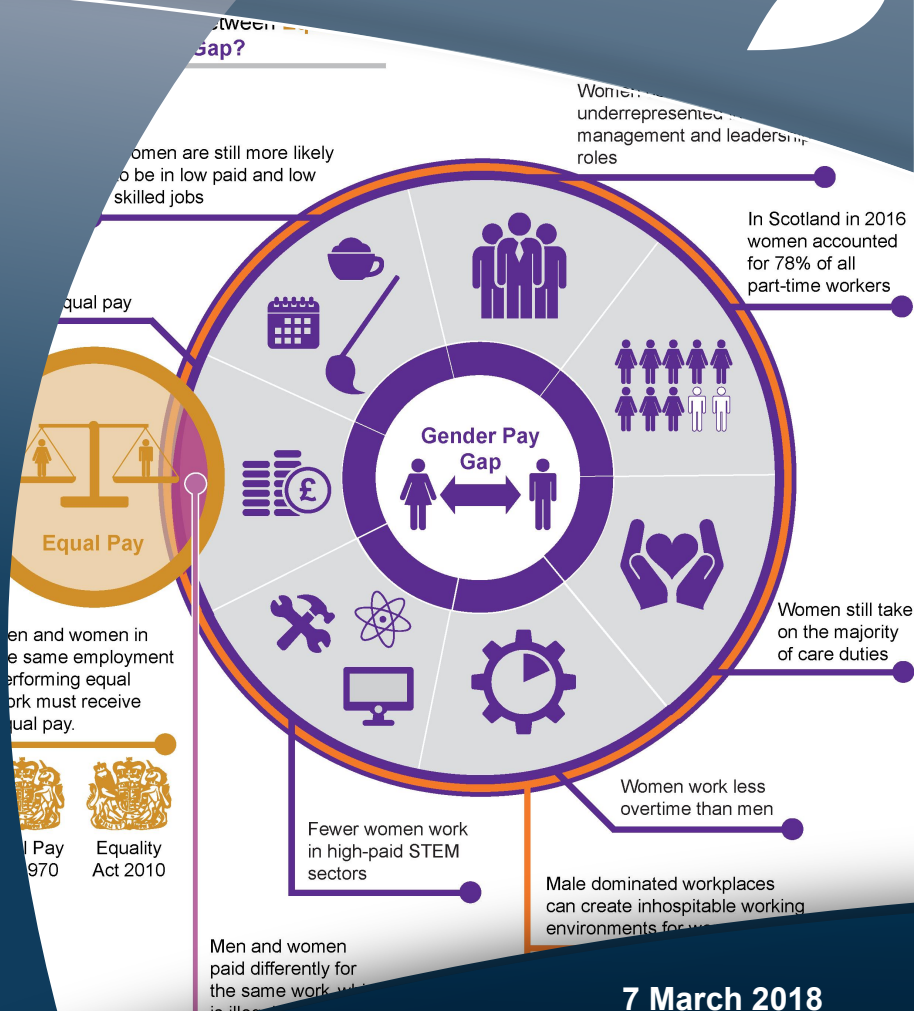 Gap?
underrepresented
management and leadership
roles
women are still more likely
to be in low paid and low
skilled jobs
In Scotland in 2016
women accounted
for 78% of all
part-time workers
equal pay
Gender Pay
Gap
£
Equal Pay
Women still take
on the majority
of care duties
en and women in
e same employment
erforming equal
ork must receive
qual pay.
l Pay
970
Equality
Act 2010
Women work less
overtime than men
Fewer women work
in high-paid STEM
sectors
Male dominated workplaces
can create inhospitable working
environments for
Men and women
paid differently for
the same work
7 March 2018